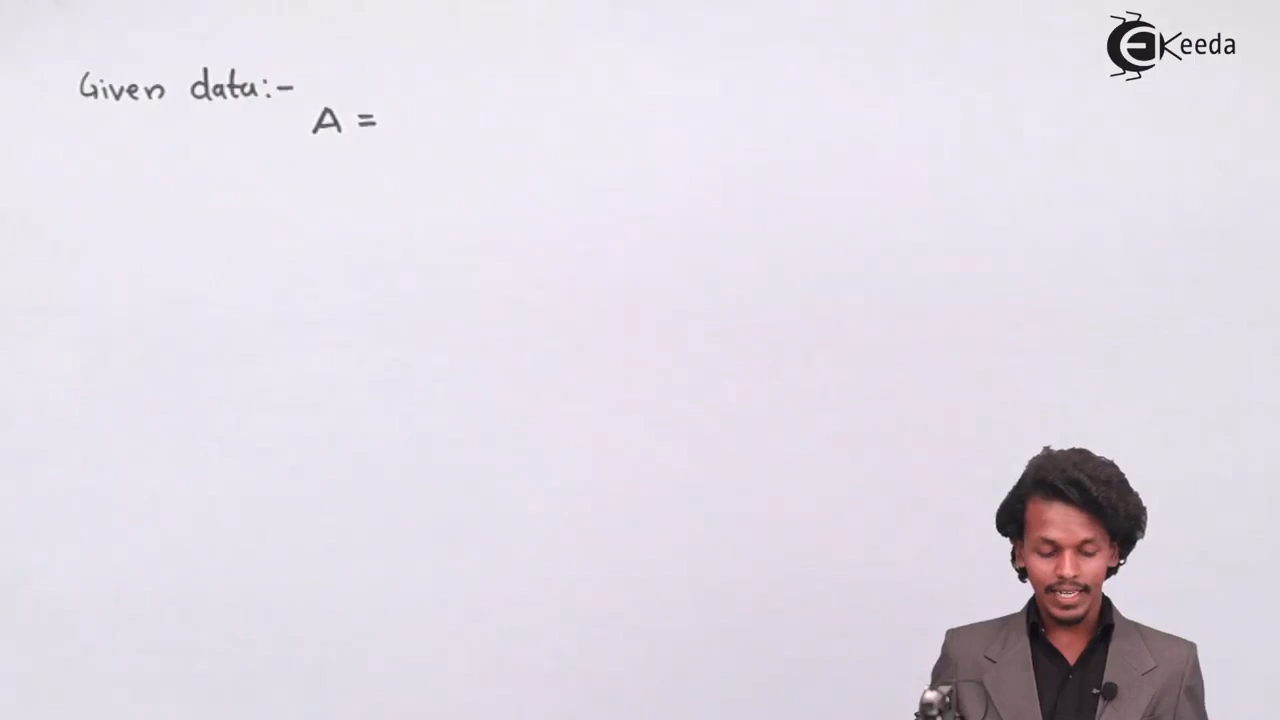 Given data:-
A =
EKeeda